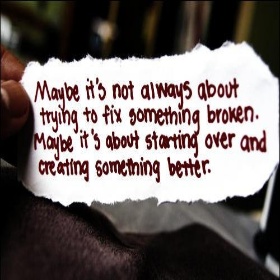 Maybe it's not always about
trying to fix something broken.
Maybe it's about starting over and
creating something better.